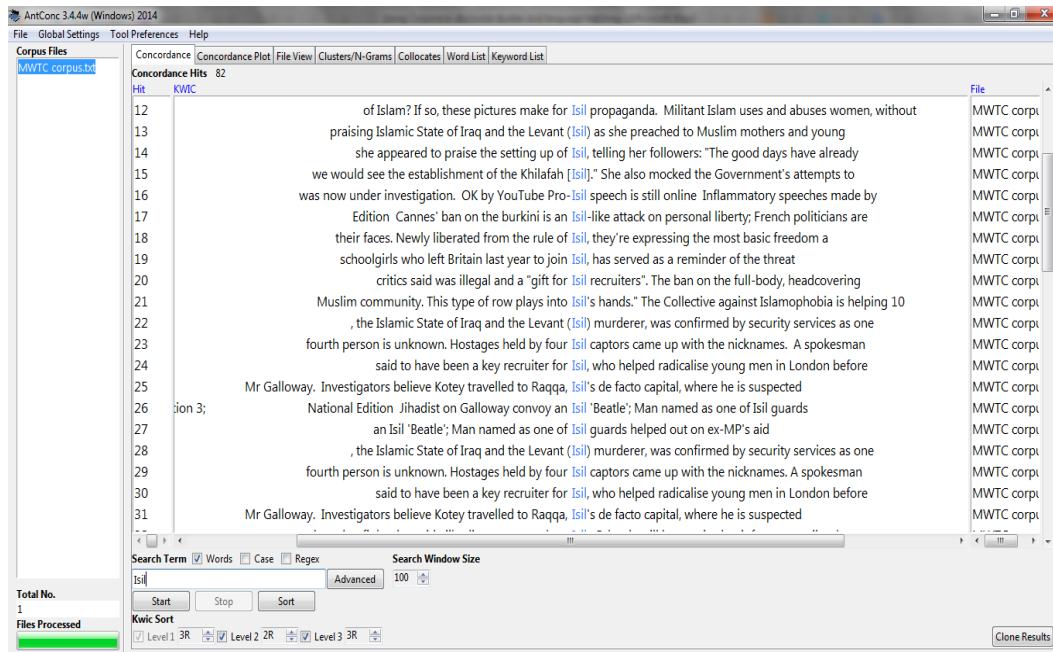 AntConc 3.4.4w (Windows) 2014
File Global Settings Tool Preferences Help
Corpus Files
MWTC corpus.txt
Concordance Concordance Plot File View Clusters/N-Grams Collocates Word List Keyword List
Concordance Hits 82
Hit KWIC File
12 of Islam? If so, these pictures make for Isil propaganda. Militant Islam uses and abuses women, without MWTC corpu
13 praising Islamic State of Iraq and the Levant (Isil) as she preached to Muslim mothers and young MWTC corpu
14 she appeared to praise the setting up of Isil, telling her followers: "The good days have already MWTC corpu
15 we would see the establishment of the Khilafah [Isil]." She also mocked the Government's attempts to MWTC corpu
16 was now under investigation. OK by YouTube Pro-Isil speech is still online Inflammatory speeches made by MWTC corpu
17 Edition Cannes' ban on the burkini is an Isil-like attack on personal liberty; French politicians are MWTC corpu
18 their faces. Newly liberated from the rule of Isil, they're expressing the most basic freedom a MWTC corpu
19 schoolgirls who left Britain last year to join Isil, has served as a reminder of the threat MWTC corpu
20 critics said was illegal and a "gift for Isil recruiters". The ban on the full-body, headcovering MWTC corpu
21 Muslim community. This type of row plays into Isil's hands." The Collective against Islamophobia is helping 10 MWTC corpu
22 , the Islamic State of Iraq and the Levant (Isil) murderer, was confirmed by security services as one MWTC corpu
23 fourth person is unknown. Hostages held by four Isil captors came up with the nicknames. A spokesman MWTC corpu
24 said to have been a key recruiter for Isil, who helped radicalise young men in London before MWTC corpu
25 Mr Galloway. Investigators believe Kotey travelled to Raqqa, Isil's de facto capital, where he is suspected MWTC corpu
26 tion 3; National Edition Jihadist on Galloway convoy an Isil 'Beatle'; Man named as one of Isil guards MWTC corpu
27 an Isil 'Beatle'; Man named as one of Isil guards helped out on ex-MP's aid MWTC corpu
28 , the Islamic State of Iraq and the Levant (Isil) murderer, was confirmed by security services as one MWTC corpu
29 fourth person is unknown. Hostages held by four Isil captors came up with the nicknames. A spokesman MWTC corpu
30 said to have been a key recruiter for Isil, who helped radicalise young men in London before MWTC corpu
31 Mr Galloway. Investigators believe Kotey travelled to Raqqa, Isil's de facto capital, where he is suspected MWTC corpu
Search Term Words Case Regex Search Window Size
Isil Advanced 100
Start Stop Sort
Total No.
1
Files Processed
Kwic Sort
Level 1 3R Level 2 2R Level 3 3R
Clone Results